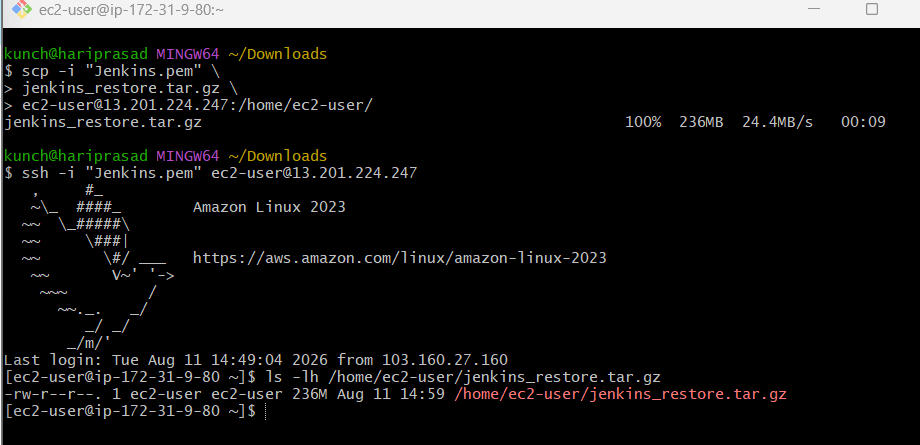 ec2-user@ip-172-31-9-80:~
kunch@hariprasad MINGW64 ~/Downloads
$ scp -i "Jenkins.pem" \
> jenkins_restore.tar.gz \
> ec2-user@13.201.224.247:/home/ec2-user/
jenkins_restore.tar.gz 100% 236MB 24.4MB/s 00:09
kunch@hariprasad MINGW64 ~/Downloads
$ ssh -i "Jenkins.pem" ec2-user@13.201.224.247
   ,     #_
   ~\_  ####_        Amazon Linux 2023
  ~~  \_#####\
  ~~     \###|
  ~~       \#/ ___   https://aws.amazon.com/linux/amazon-linux-2023
   ~~       V~' '->
    ~~~         /
      ~~._.   _/
         _/ _/
       _/m/'
Last login: Tue Aug 11 14:49:04 2026 from 103.160.27.160
[ec2-user@ip-172-31-9-80 ~]$ ls -lh /home/ec2-user/jenkins_restore.tar.gz
-rw-r--r--. 1 ec2-user ec2-user 236M Aug 11 14:59 /home/ec2-user/jenkins_restore.tar.gz
[ec2-user@ip-172-31-9-80 ~]$